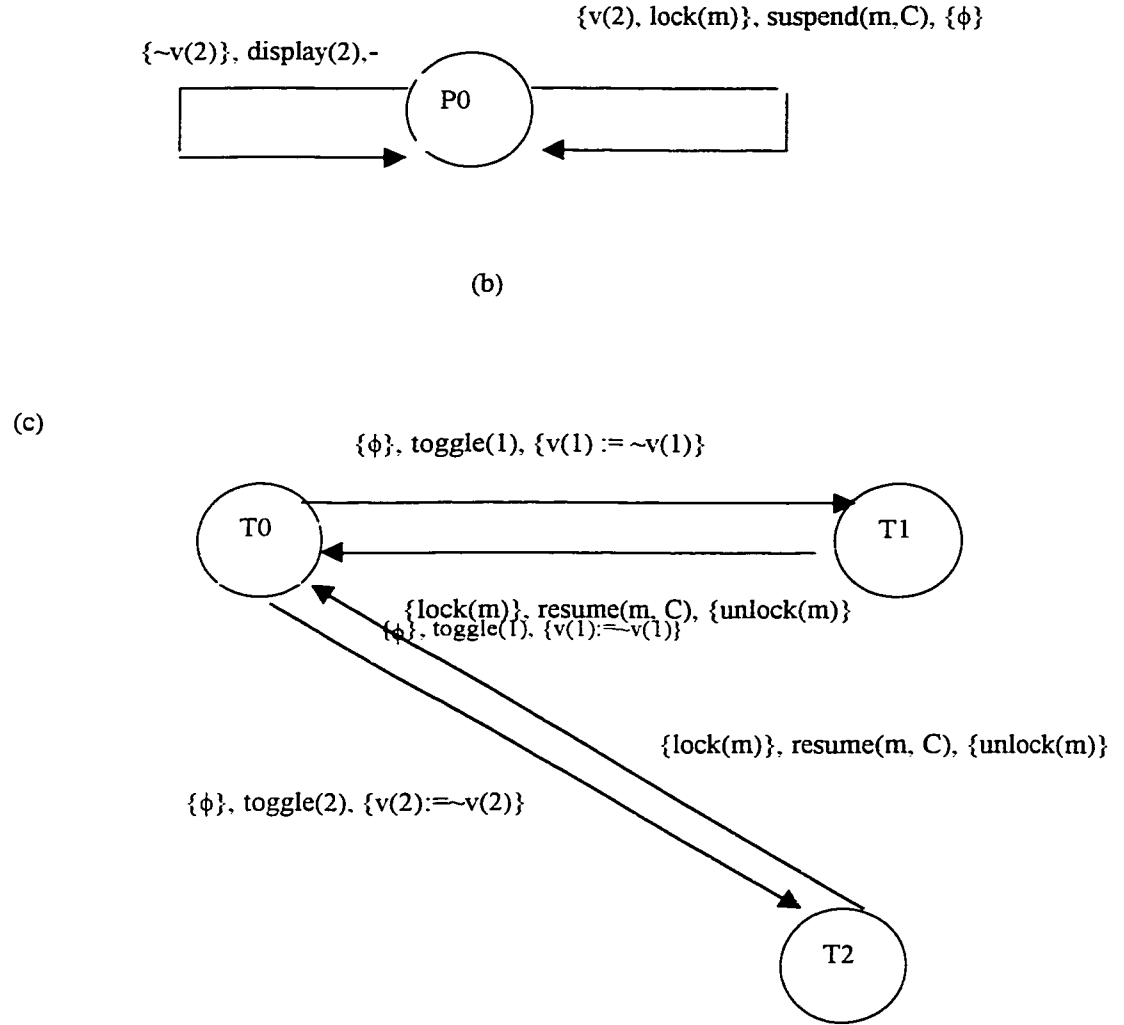 {v(2), lock(m)}, suspend(m,C), {ϕ}
{~v(2)}, display(2),-
P0
(b)
(c)
{ϕ}, toggle(1), {v(1) := ~v(1)}
T0
T1
{lock(m)}, resume(m, C), {unlock(m)}
{ϕ}, toggle(1), {v(1):=~v(1)}
{lock(m)}, resume(m, C), {unlock(m)}
{ϕ}, toggle(2), {v(2):=~v(2)}
T2